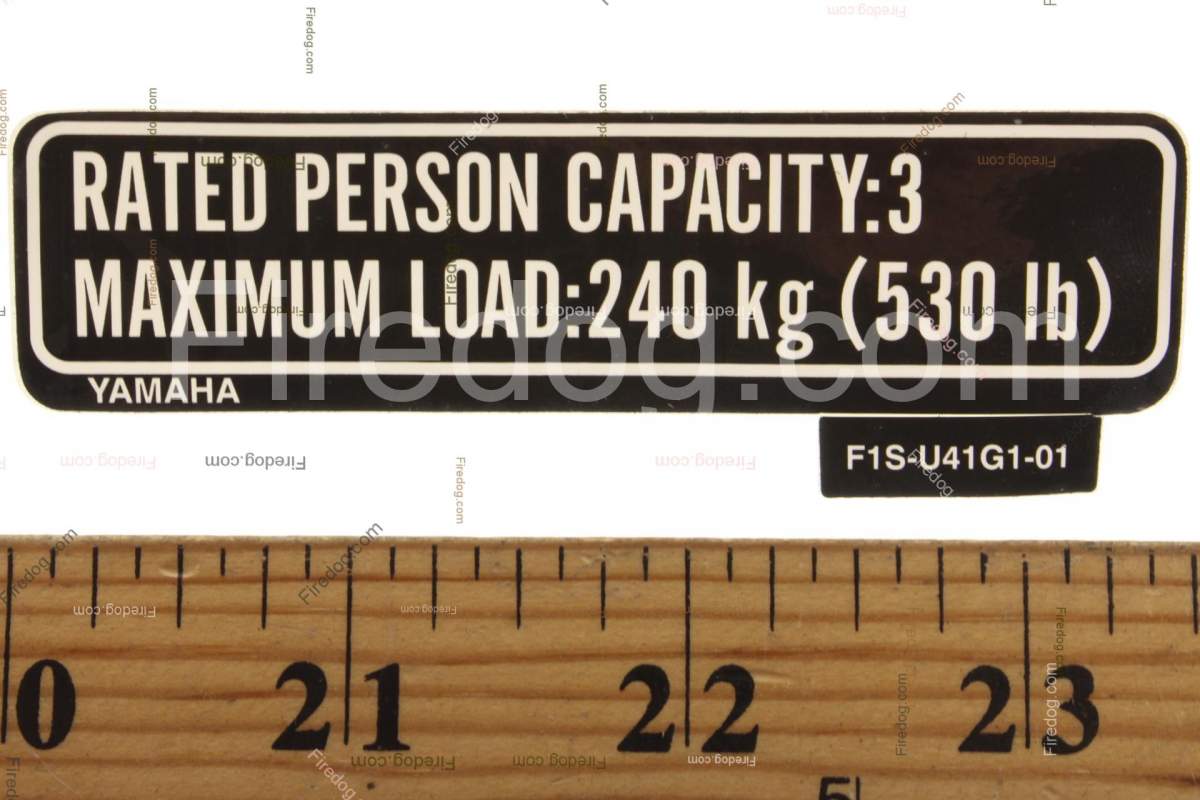 RATED PERSON CAPACITY:3
MAXIMUM LOAD:240 kg (530 lb)
YAMAHA
F1S-U41G1-01
Firedog.com
0 21 22 23
5